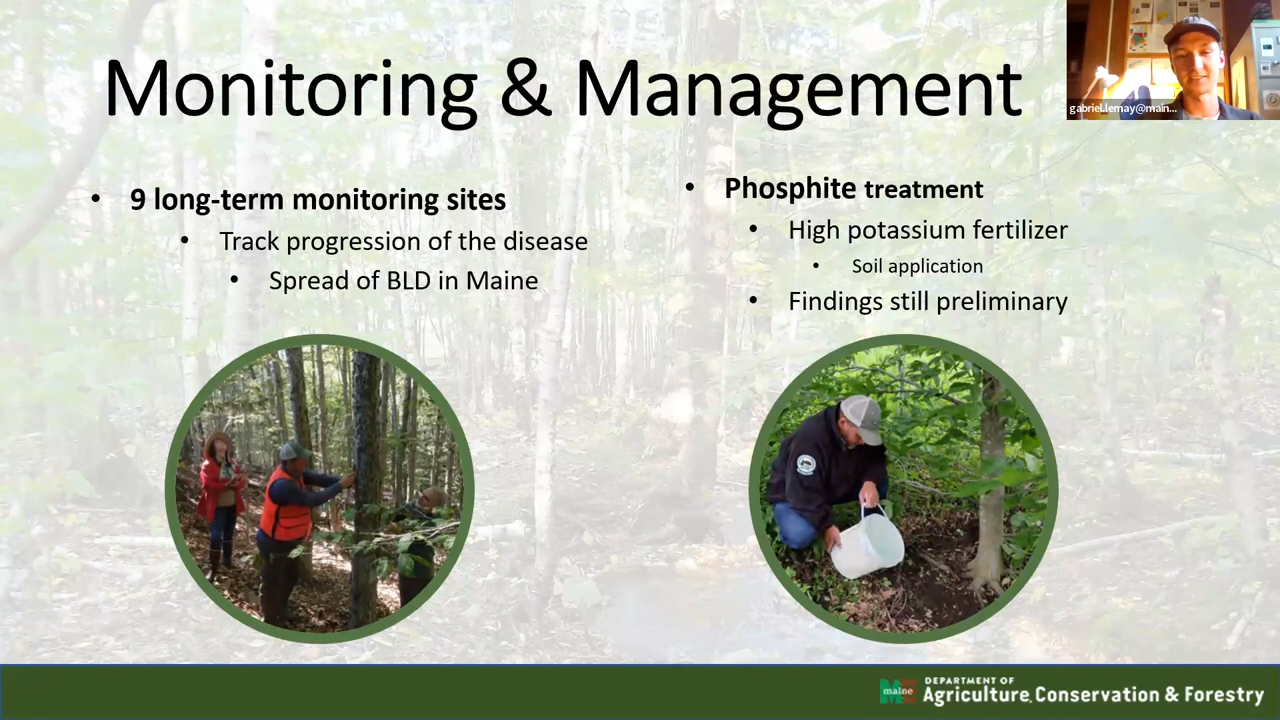 Monitoring & Management
gabriel.lemay@main...
• 9 long-term monitoring sites
• Track progression of the disease
• Spread of BLD in Maine
• Phosphite treatment
• High potassium fertilizer
• Soil application
• Findings still preliminary
maine
DEPARTMENT OF
Agriculture, Conservation & Forestry